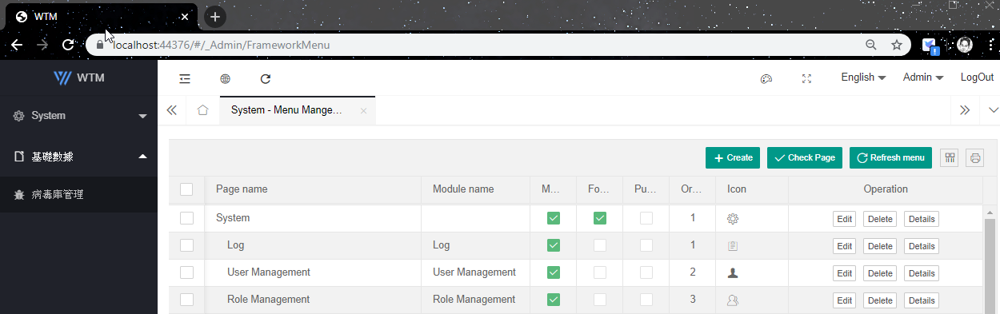 WTM
localhost:44376/#/_Admin/FrameworkMenu
WTM
English Admin LogOut
System
System - Menu Mange...
基礎數據
病毒庫管理
Create Check Page Refresh menu
Page name Module name M... Fo... Pu... Or... Icon Operation
System 1 Edit Delete Details
Log Log 1 Edit Delete Details
User Management User Management 2 Edit Delete Details
Role Management Role Management 3 Edit Delete Details